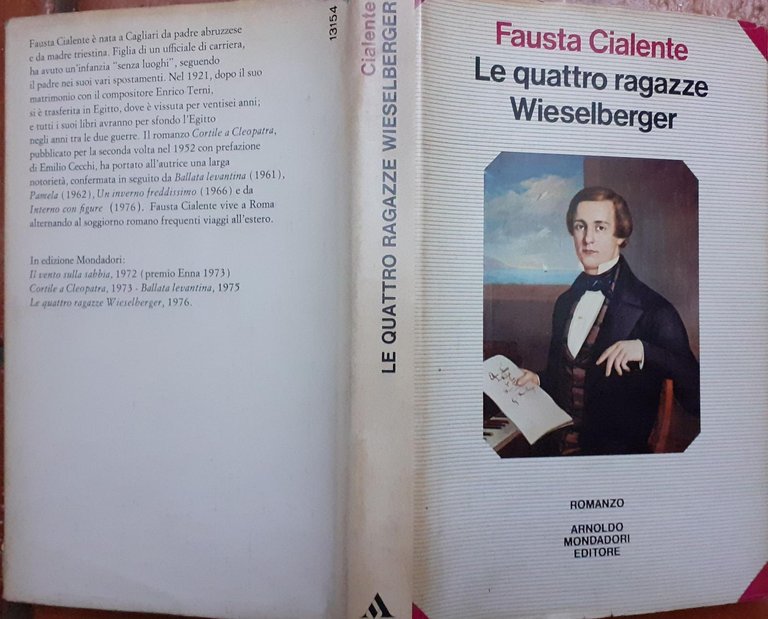 Fausta Cialente è nata a Cagliari da padre abruzzese
e da madre triestina. Figlia di un ufficiale di carriera,
ha avuto un'infanzia "senza luoghi", seguendo
il padre nei suoi vari spostamenti. Nel 1921, dopo il suo
matrimonio con il compositore Enrico Terni,
si è trasferita in Egitto, dove è vissuta per ventisei anni;
e tutti i suoi libri avranno per sfondo l'Egitto
negli anni tra le due guerre. Il romanzo Cortile a Cleopatra,
pubblicato per la seconda volta nel 1952 con prefazione
di Emilio Cecchi, ha portato all'autrice una larga
notorietà, confermata in seguito da Ballata levantina (1961),
Pamela (1962), Un inverno freddissimo (1966) e da
Interno con figure (1976). Fausta Cialente vive a Roma
alternando al soggiorno romano frequenti viaggi all'estero.
In edizione Mondadori:
Il vento sulla sabbia, 1972 (premio Enna 1973)
Cortile a Cleopatra, 1973 - Ballata levantina, 1975
Le quattro ragazze Wieselberger, 1976.
13154
Cialente
LE QUATTRO RAGAZZE WIESELBERGER
Fausta Cialente
Le quattro ragazze
Wieselberger
ROMANZO
ARNOLDO
MONDADORI
EDITORE